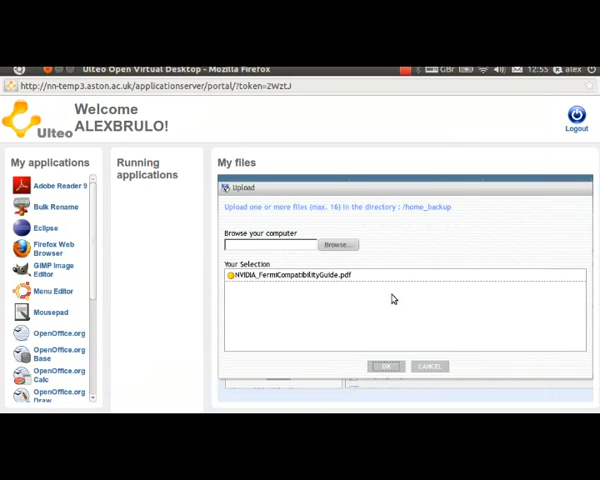 Ulteo Open Virtual Desktop - Mozilla Firefox
GBr
12:55
alex
http://nn-temp3.aston.ac.uk/applicationserver/portal/?token=2WztJ
Ulteo
Welcome
ALEXBRULO!
Logout
My applications
Adobe Reader 9
Bulk Rename
Eclipse
Firefox Web
Browser
GIMP Image
Editor
Menu Editor
Mousepad
OpenOffice.org
OpenOffice.org
Base
OpenOffice.org
Calc
OpenOffice.org
Draw
Running
applications
My files
Upload
Upload one or more files (max. 16) in the directory : /home_backup
Browse your computer
Browse...
Your Selection
NVIDIA_FermiCompatibilityGuide.pdf
OK
CANCEL